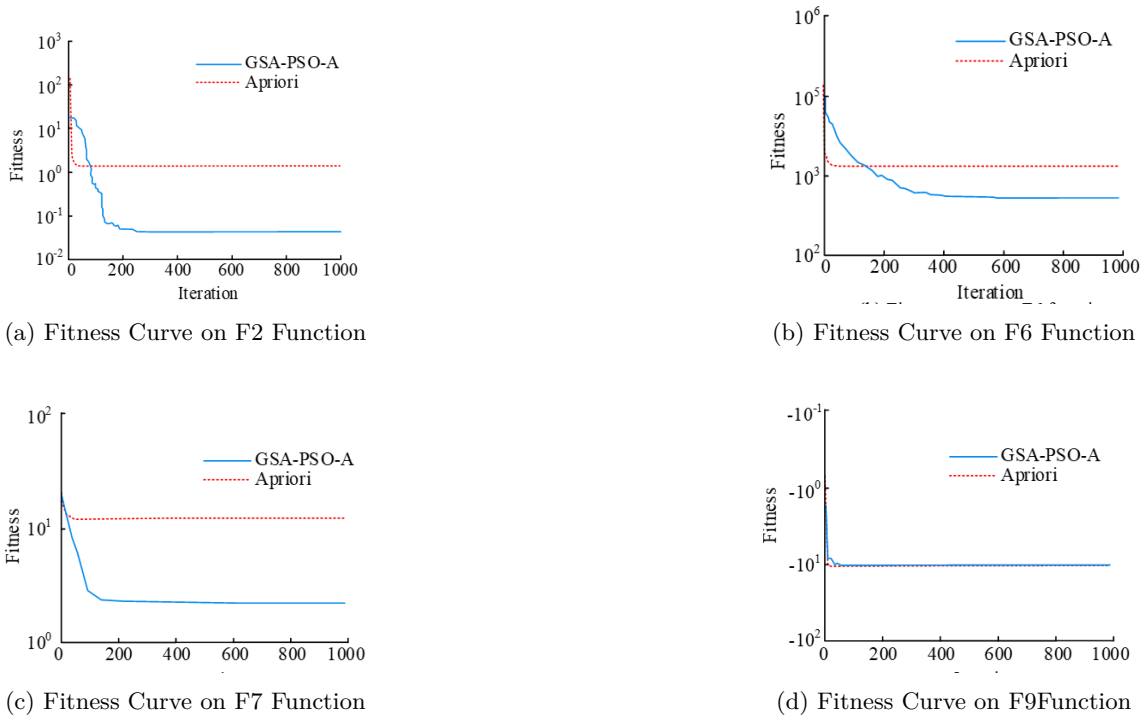 10^3
GSA-PSO-A
Apriori
10^2
10^1
Fitness
10^0
10^-1
10^-2
0 200 400 600 800 1000
Iteration
(a) Fitness Curve on F2 Function
10^6
GSA-PSO-A
Apriori
10^5
Fitness
10^3
10^2
0 200 400 600 800 1000
Iteration
(b) Fitness Curve on F6 Function
10^2
GSA-PSO-A
Apriori
10^1
Fitness
10^0
0 200 400 600 800 1000
(c) Fitness Curve on F7 Function
-10^-1
GSA-PSO-A
Apriori
-10^0
Fitness
-10^1
-10^2
0 200 400 600 800 1000
(d) Fitness Curve on F9Function